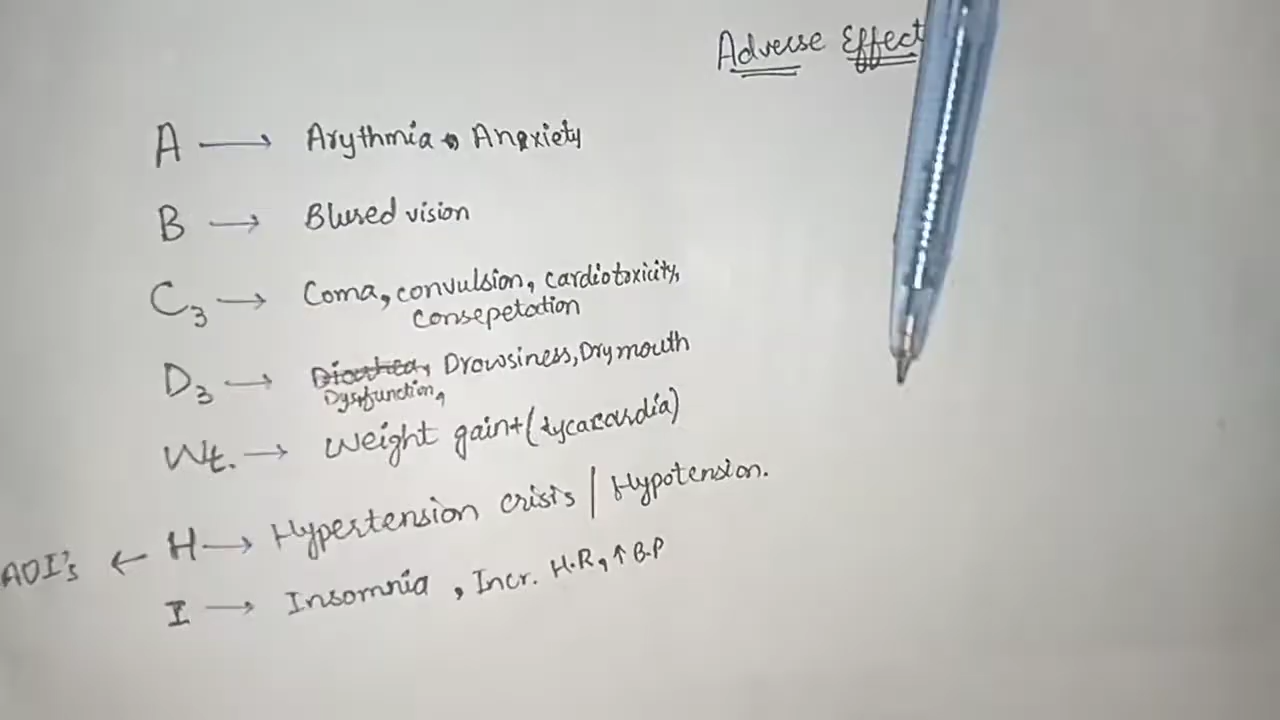 Adverse Effect
A → Arythmia, Anxiety
B → Blured vision
C3 → Coma, convulsion, cardiotoxicity,
Consepetation
D3 → Diarrhea, Drowsiness, Dry mouth
Dysfunction,
Wt. → Weight gain + (tycacardia)
AOI's ← H → Hypertension crisis / Hypotension.
I → Insomnia, Incr. H.R, ↑ B.P